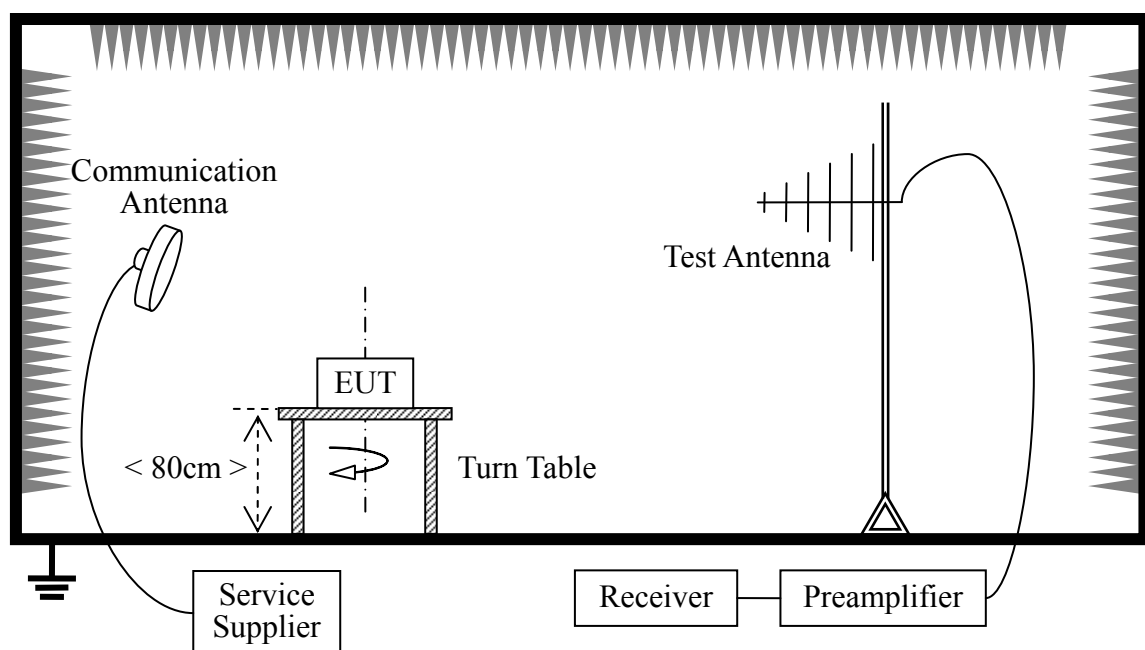 Communication
Antenna
Test Antenna
EUT
< 80cm >
Turn Table
Service
Supplier
Receiver
Preamplifier